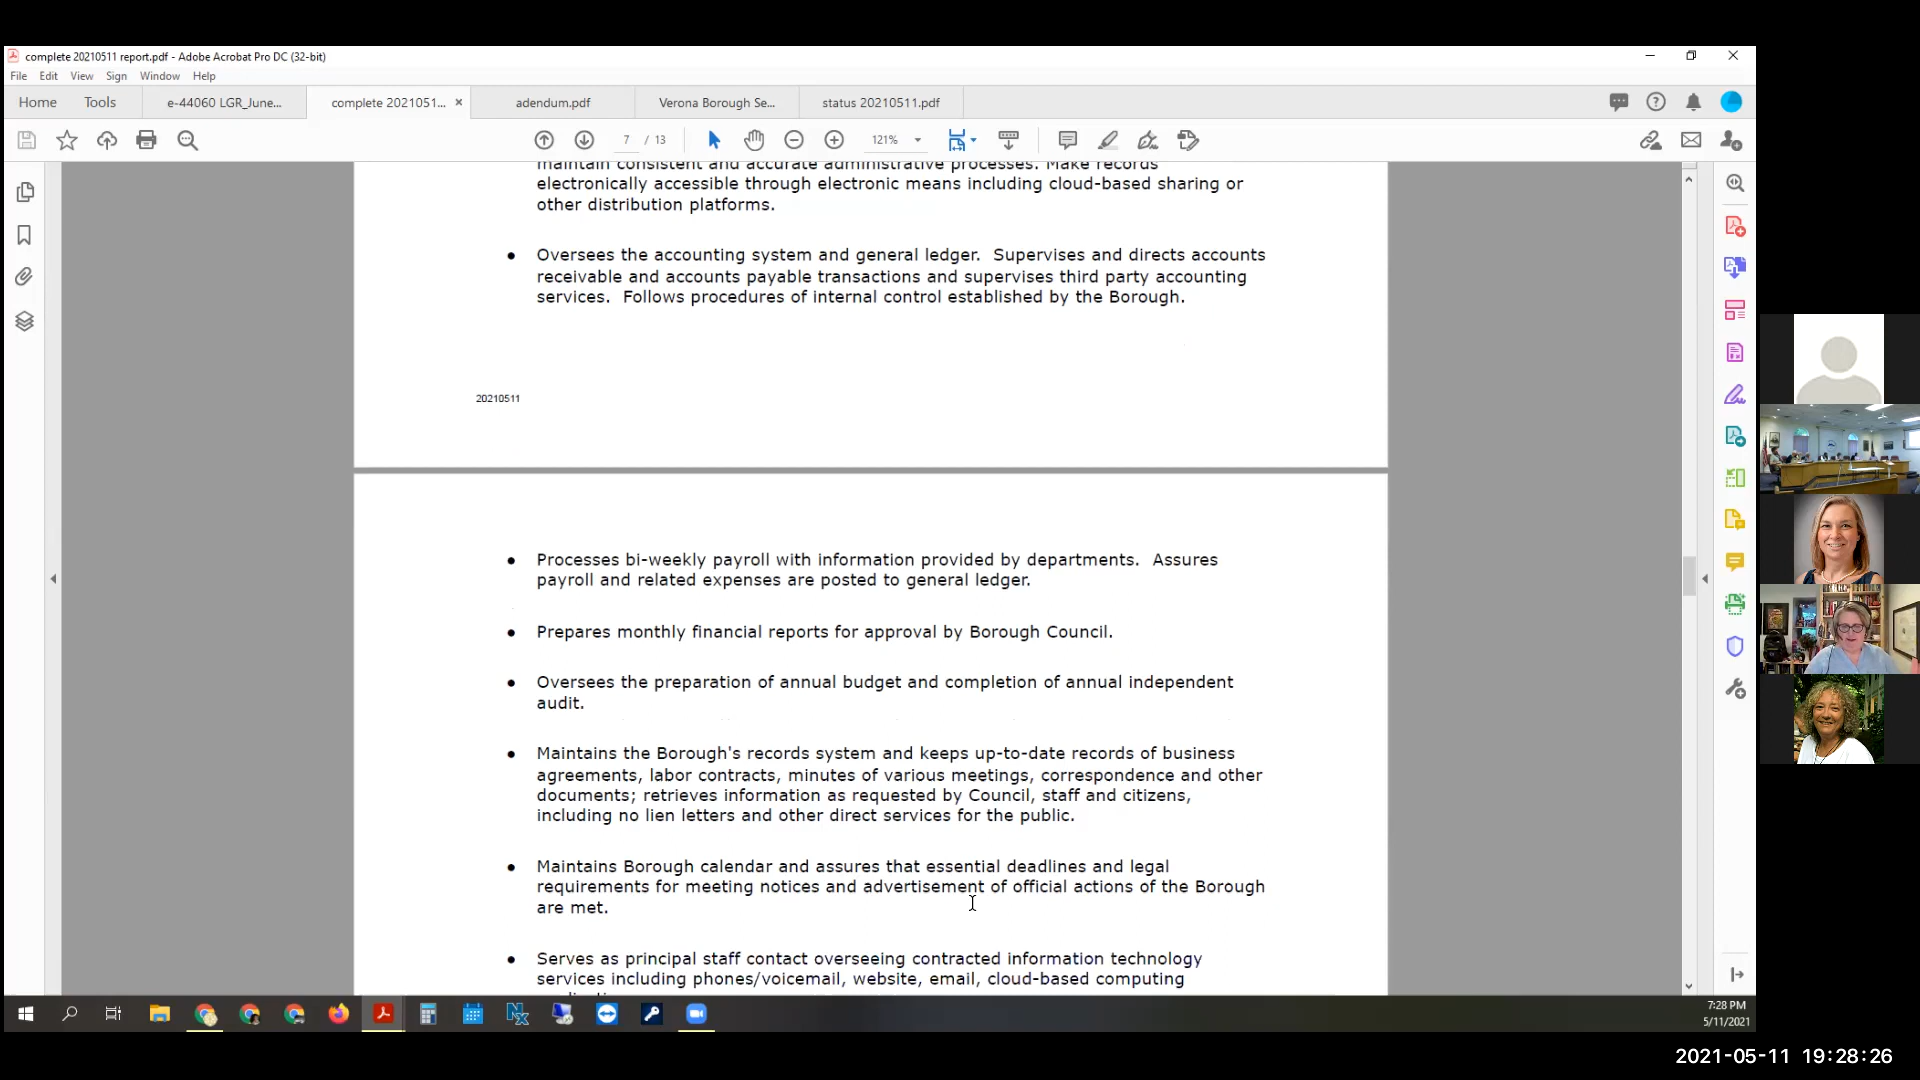 complete 20210511 report.pdf - Adobe Acrobat Pro DC (32-bit)
File Edit View Sign Window Help
Home Tools e-44060 LGR_June... complete 2021051... × adendum.pdf Verona Borough Se... status 20210511.pdf
7 / 13 121%
maintain consistent and accurate administrative processes. Make records
electronically accessible through electronic means including cloud-based sharing or
other distribution platforms.
● Oversees the accounting system and general ledger. Supervises and directs accounts
receivable and accounts payable transactions and supervises third party accounting
services. Follows procedures of internal control established by the Borough.
20210511
● Processes bi-weekly payroll with information provided by departments. Assures
payroll and related expenses are posted to general ledger.
● Prepares monthly financial reports for approval by Borough Council.
● Oversees the preparation of annual budget and completion of annual independent
audit.
● Maintains the Borough's records system and keeps up-to-date records of business
agreements, labor contracts, minutes of various meetings, correspondence and other
documents; retrieves information as requested by Council, staff and citizens,
including no lien letters and other direct services for the public.
● Maintains Borough calendar and assures that essential deadlines and legal
requirements for meeting notices and advertisement of official actions of the Borough
are met.
● Serves as principal staff contact overseeing contracted information technology
services including phones/voicemail, website, email, cloud-based computing
7:28 PM
5/11/2021
2021-05-11 19:28:26